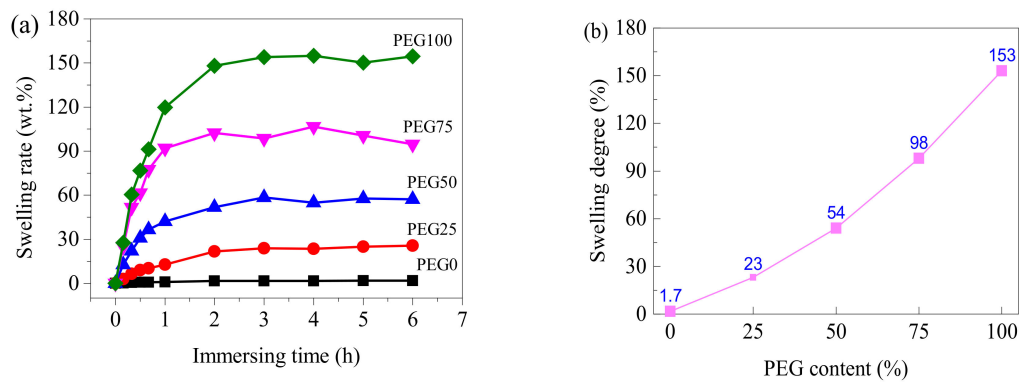 (a)
180
150
120
90
60
30
0
Swelling rate (wt.%)
PEG100
PEG75
PEG50
PEG25
PEG0
0 1 2 3 4 5 6 7
Immersing time (h)
(b)
180
150
120
90
60
30
0
Swelling degree (%)
1.7
23
54
98
153
0 25 50 75 100
PEG content (%)